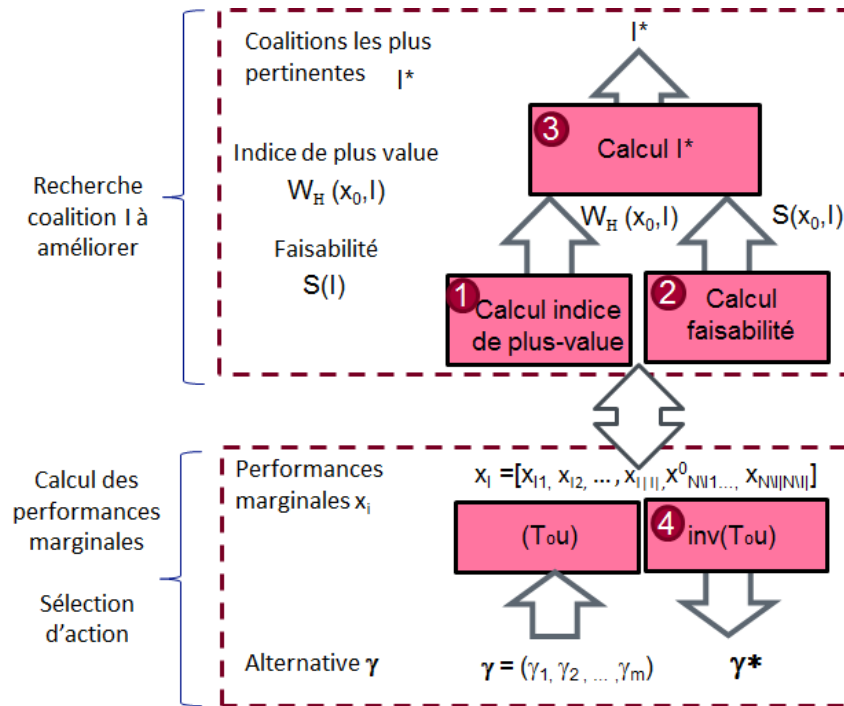 Coalitions les plus
pertinentes I*
I*
3
Calcul I*
Indice de plus value
W_H (x_0,I)
Faisabilité
S(I)
W_H (x_0,I)
S(x_0,I)
Recherche
coalition I à
améliorer
1
Calcul indice
de plus-value
2
Calcul
faisabilité
Calcul des
performances
marginales
Sélection
d'action
Performances
marginales x_i
x_I =[x_I1, x_I2, ...,x_I|I|,x^0_N\I1..., x_N\I|N\I|]
(T_ou)
4
inv(T_ou)
Alternative γ
γ = (γ_1, γ_2 , ... ,γ_m)
γ*